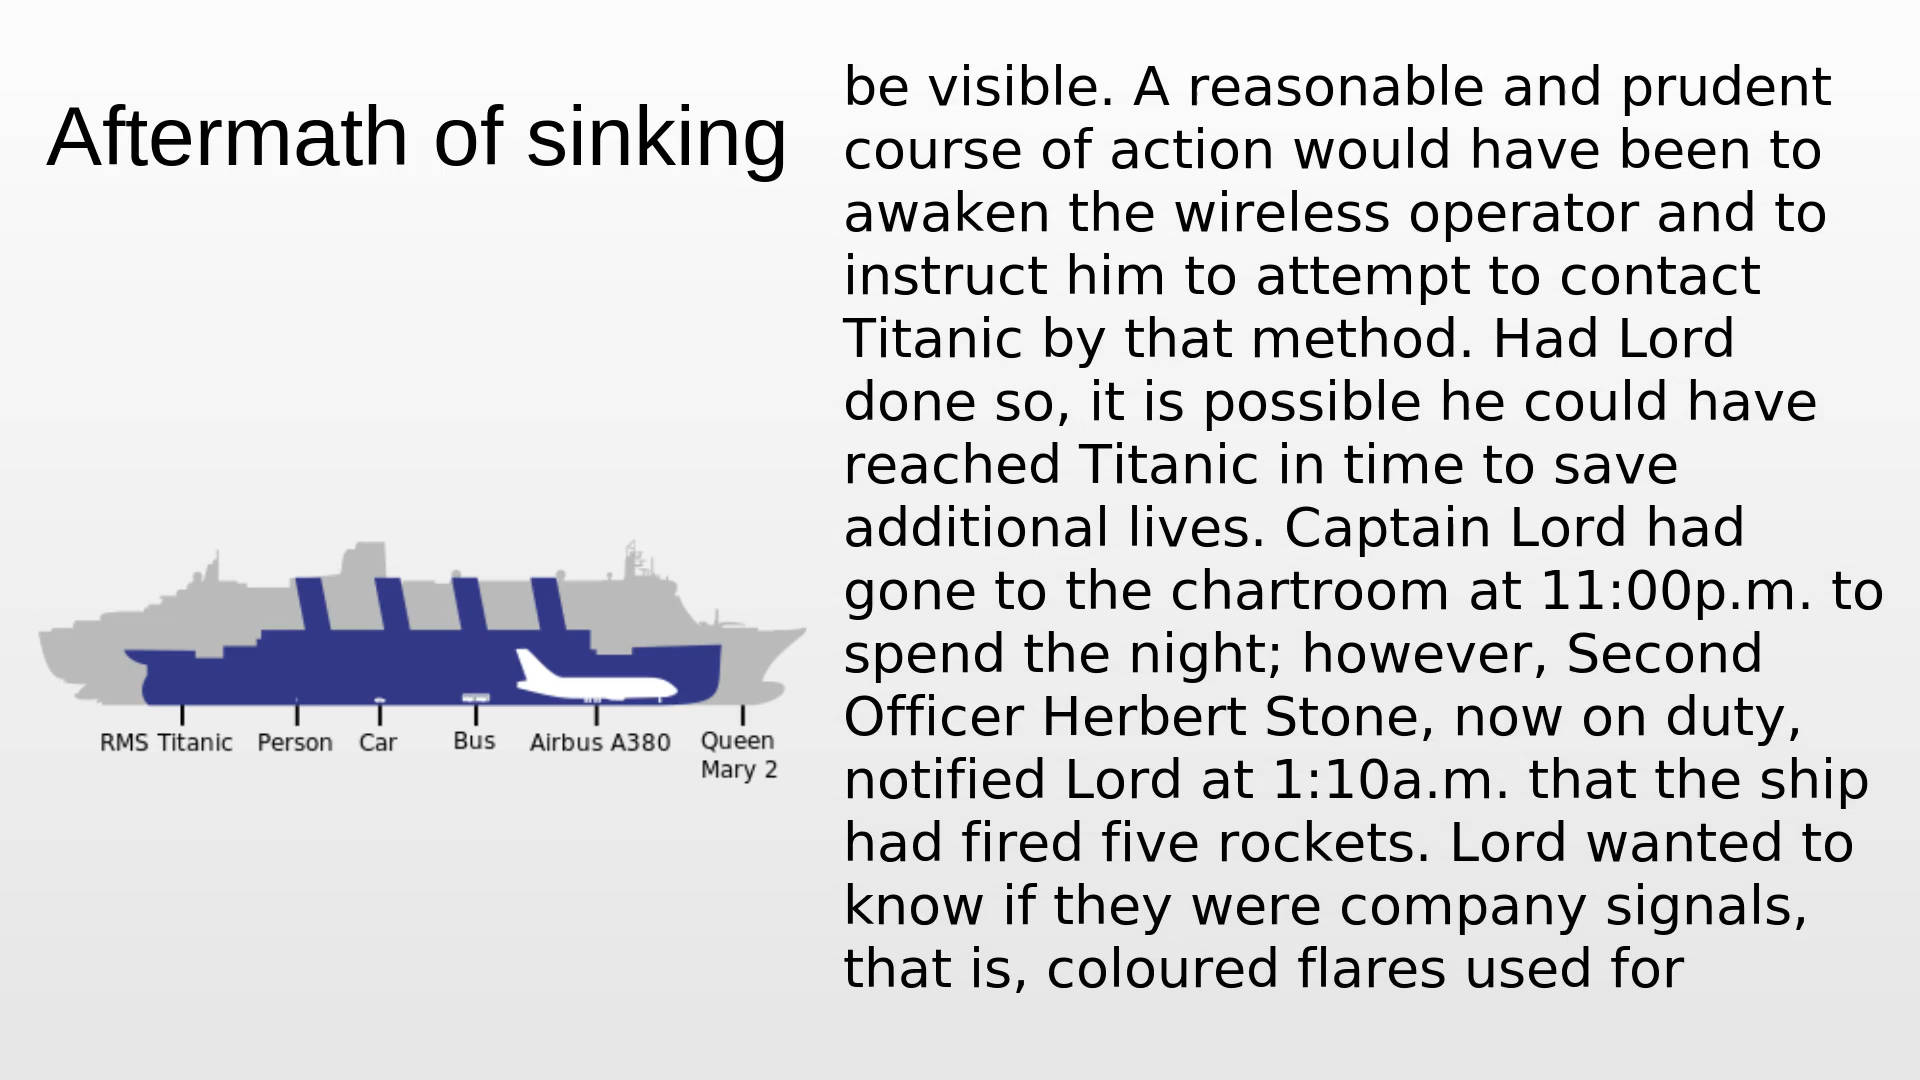 Aftermath of sinking
be visible. A reasonable and prudent
course of action would have been to
awaken the wireless operator and to
instruct him to attempt to contact
Titanic by that method. Had Lord
done so, it is possible he could have
reached Titanic in time to save
additional lives. Captain Lord had
gone to the chartroom at 11:00p.m. to
spend the night; however, Second
Officer Herbert Stone, now on duty,
notified Lord at 1:10a.m. that the ship
had fired five rockets. Lord wanted to
know if they were company signals,
that is, coloured flares used for
RMS Titanic Person Car Bus Airbus A380 Queen
Mary 2